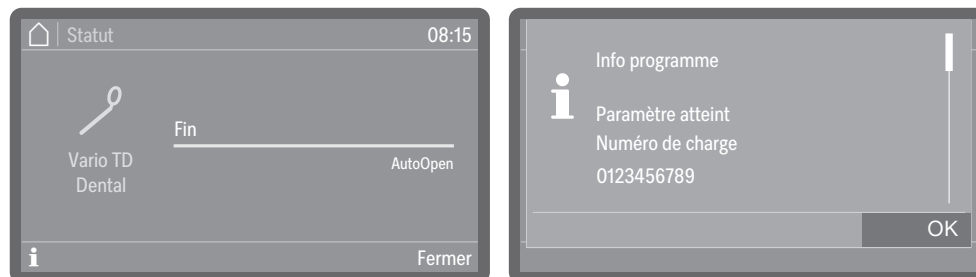 Statut
08:15
Fin
Vario TD
Dental
AutoOpen
i
Fermer
i
Info programme
Paramètre atteint
Numéro de charge
0123456789
OK